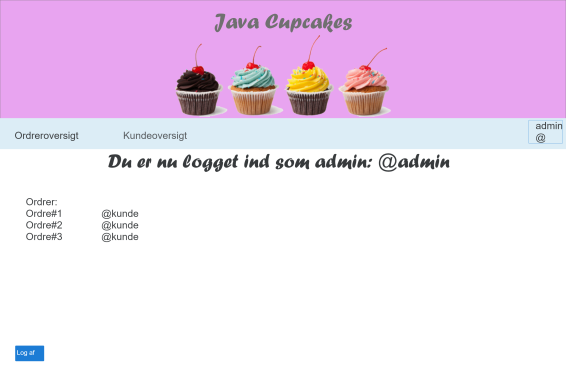 Java Cupcakes
Ordreroversigt Kundeoversigt admin
@
Du er nu logget ind som admin: @admin
Ordrer:
Ordre#1 @kunde
Ordre#2 @kunde
Ordre#3 @kunde
Log af